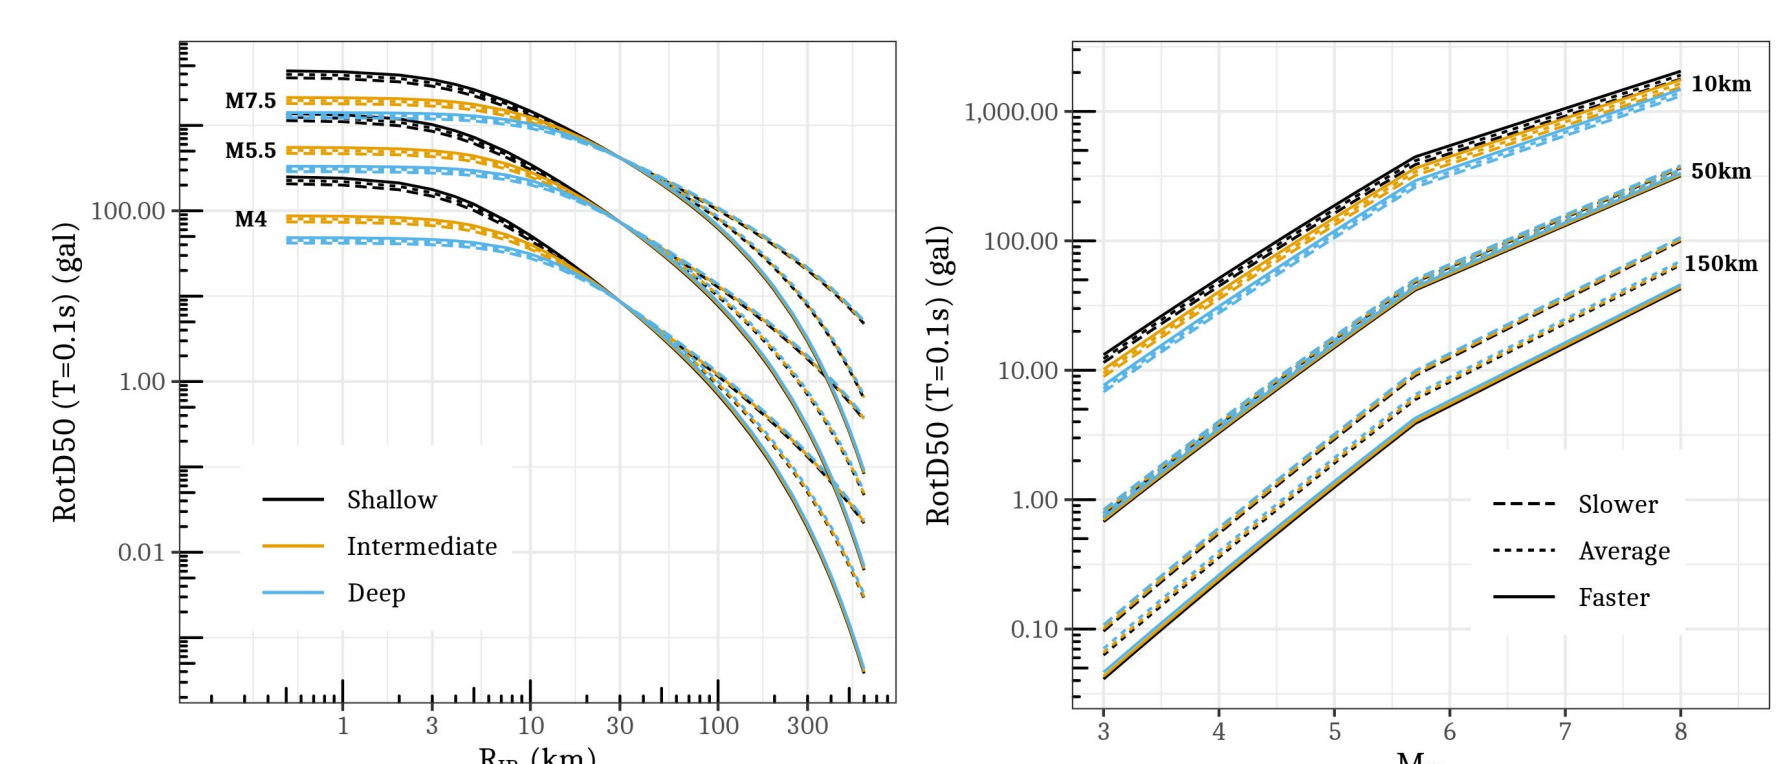 RotD50 (T=0.1s) (gal)
100.00
1.00
0.01
M7.5
M5.5
M4
Shallow
Intermediate
Deep
1 3 10 30 100 300
RotD50 (T=0.1s) (gal)
1,000.00
100.00
10.00
1.00
0.10
10km
50km
150km
Slower
Average
Faster
3 4 5 6 7 8
(km)
M